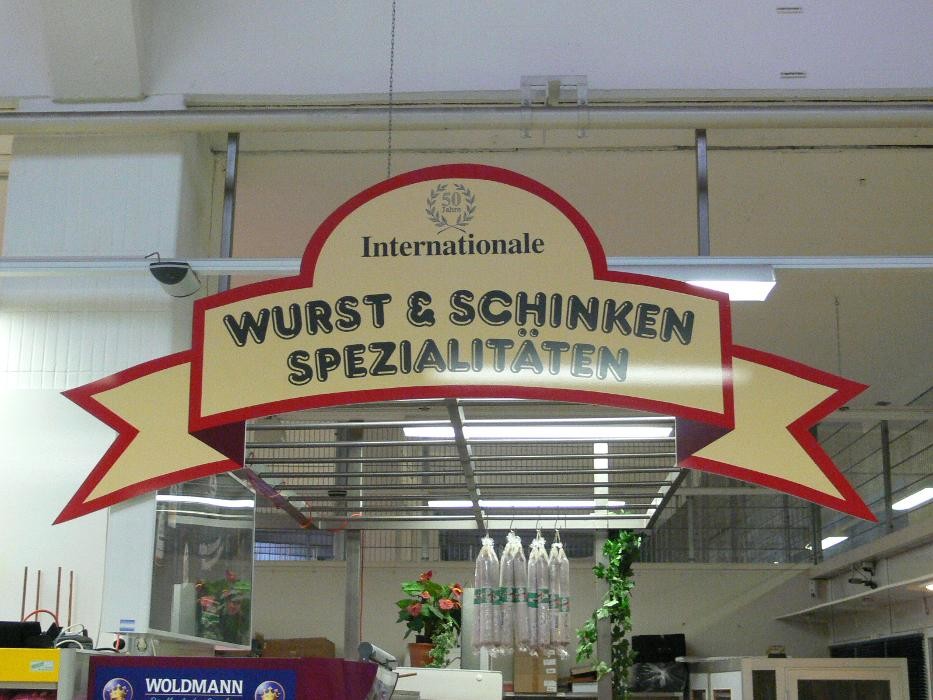 50
Jahre
Internationale
WURST & SCHINKEN
SPEZIALITÄTEN
WOLDMANN